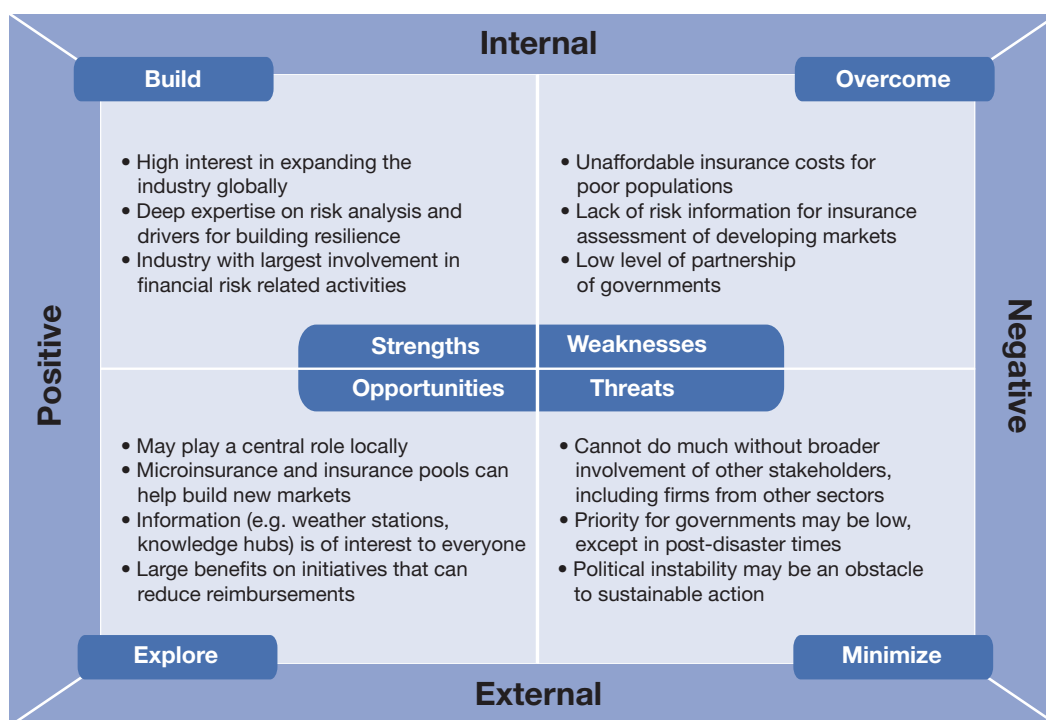 Internal
Build
Overcome
Positive
Negative
• High interest in expanding the
industry globally
• Deep expertise on risk analysis and
drivers for building resilience
• Industry with largest involvement in
financial risk related activities
• Unaffordable insurance costs for
poor populations
• Lack of risk information for insurance
assessment of developing markets
• Low level of partnership
of governments
Strengths
Weaknesses
Opportunities
Threats
• May play a central role locally
• Microinsurance and insurance pools can
help build new markets
• Information (e.g. weather stations,
knowledge hubs) is of interest to everyone
• Large benefits on initiatives that can
reduce reimbursements
• Cannot do much without broader
involvement of other stakeholders,
including firms from other sectors
• Priority for governments may be low,
except in post-disaster times
• Political instability may be an obstacle
to sustainable action
Explore
Minimize
External